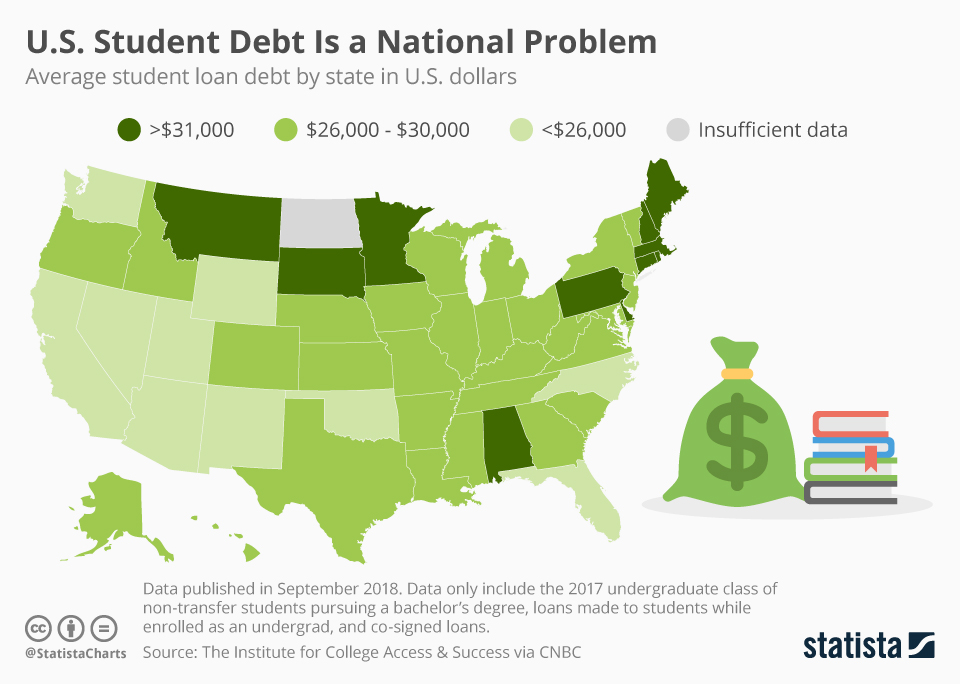 U.S. Student Debt Is a National Problem
Average student loan debt by state in U.S. dollars
>$31,000 $26,000 - $30,000 <$26,000 Insufficient data
$
Data published in September 2018. Data only include the 2017 undergraduate class of
non-transfer students pursuing a bachelor's degree, loans made to students while
enrolled as an undergrad, and co-signed loans.
cc
@StatistaCharts Source: The Institute for College Access & Success via CNBC
statista